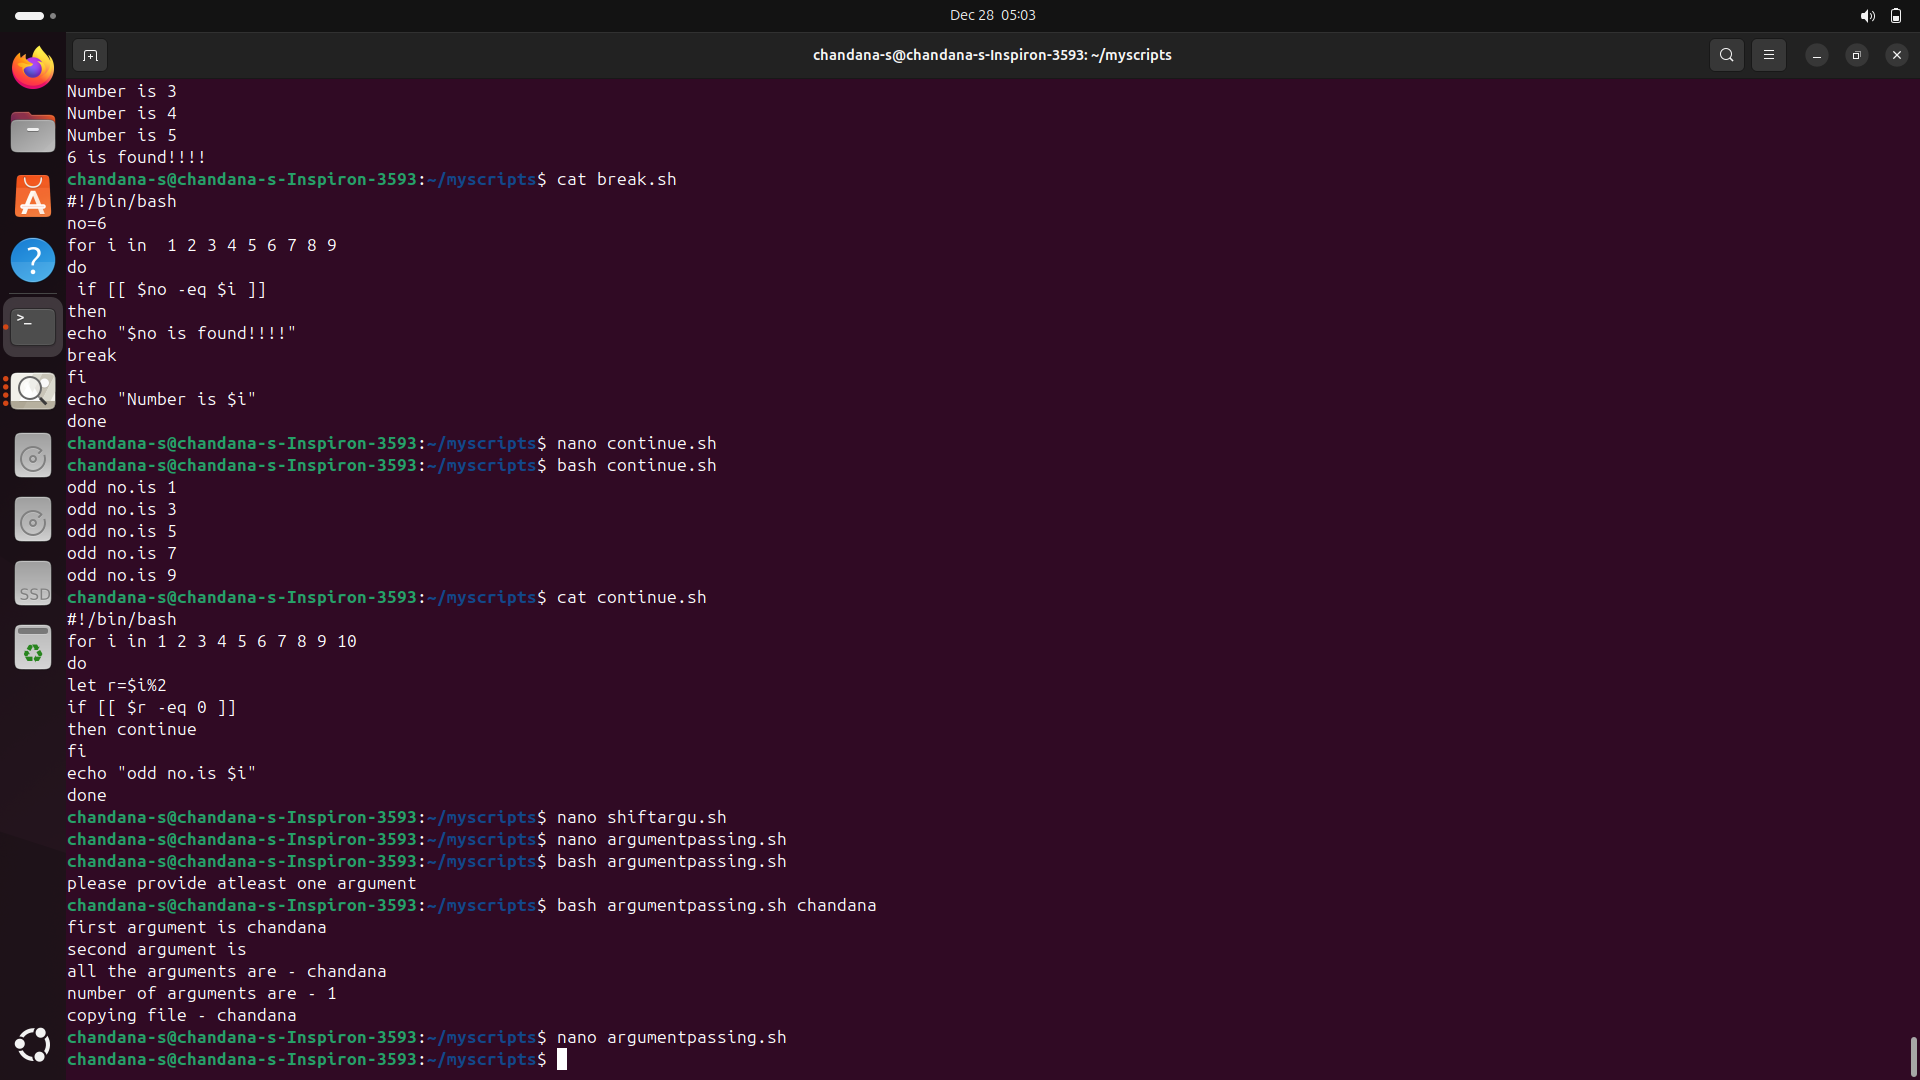 Dec 28 05:03
chandana-s@chandana-s-Inspiron-3593: ~/myscripts
Number is 3
Number is 4
Number is 5
6 is found!!!!
chandana-s@chandana-s-Inspiron-3593:~/myscripts$ cat break.sh
#!/bin/bash
no=6
for i in  1 2 3 4 5 6 7 8 9
do
 if [[ $no -eq $i ]]
then
echo "$no is found!!!!"
break
fi
echo "Number is $i"
done
chandana-s@chandana-s-Inspiron-3593:~/myscripts$ nano continue.sh
chandana-s@chandana-s-Inspiron-3593:~/myscripts$ bash continue.sh
odd no.is 1
odd no.is 3
odd no.is 5
odd no.is 7
odd no.is 9
chandana-s@chandana-s-Inspiron-3593:~/myscripts$ cat continue.sh
#!/bin/bash
for i in 1 2 3 4 5 6 7 8 9 10
do
let r=$i%2
if [[ $r -eq 0 ]]
then continue
fi
echo "odd no.is $i"
done
chandana-s@chandana-s-Inspiron-3593:~/myscripts$ nano shiftargu.sh
chandana-s@chandana-s-Inspiron-3593:~/myscripts$ nano argumentpassing.sh
chandana-s@chandana-s-Inspiron-3593:~/myscripts$ bash argumentpassing.sh
please provide atleast one argument
chandana-s@chandana-s-Inspiron-3593:~/myscripts$ bash argumentpassing.sh chandana
first argument is chandana
second argument is
all the arguments are - chandana
number of arguments are - 1
copying file - chandana
chandana-s@chandana-s-Inspiron-3593:~/myscripts$ nano argumentpassing.sh
chandana-s@chandana-s-Inspiron-3593:~/myscripts$
SSD